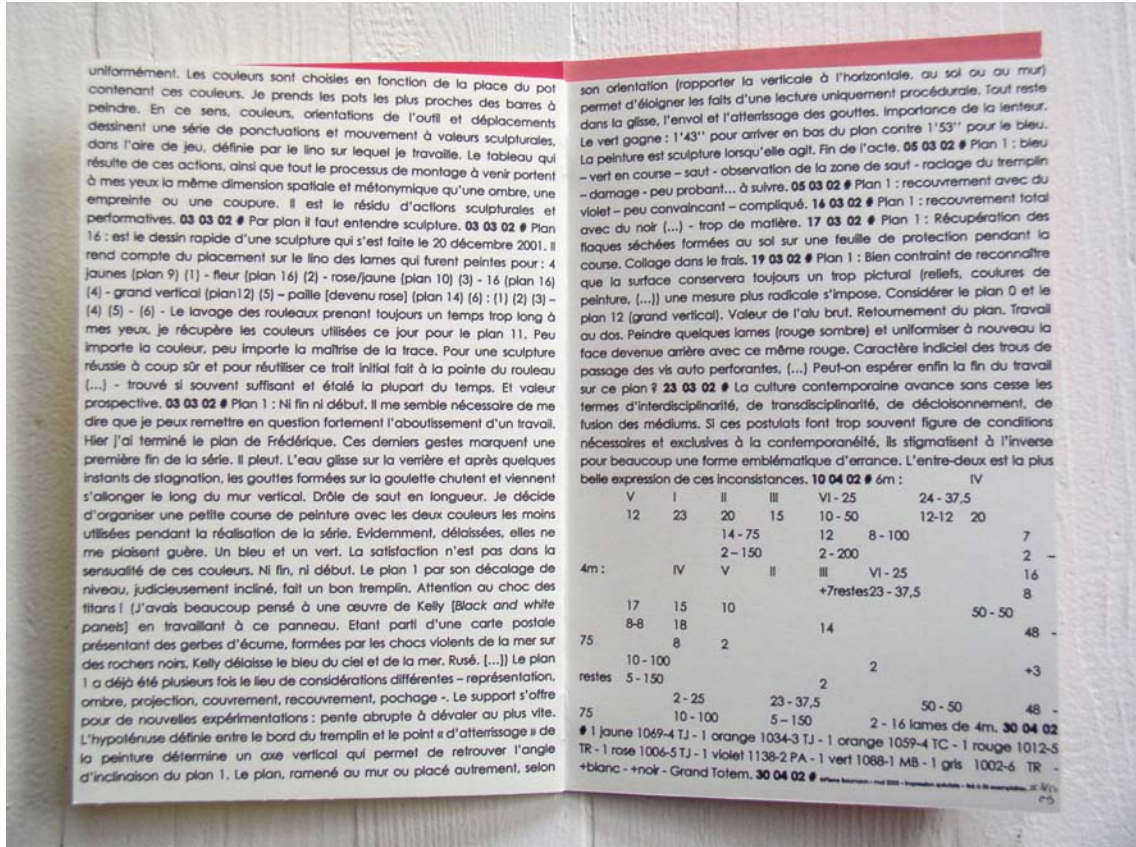 uniformément. Les couleurs sont choisies en fonction de la place du pot
contenant ces couleurs. Je prends les pots les plus proches des barres à
peindre. En ce sens, couleurs, orientations de l'outil et déplacements
dessinent une série de ponctuations et mouvement à valeurs sculpturales,
dans l'aire de jeu, définie par le lino sur lequel je travaille. Le tableau qui
résulte de ces actions, ainsi que tout le processus de montage à venir portent
à mes yeux la même dimension spatiale et métonymique qu'une ombre, une
empreinte ou une coupure. Il est le résidu d'actions sculpturales et
performatives. 03 03 02 # Par plan il faut entendre sculpture. 03 03 02 # Plan
16 : est le dessin rapide d'une sculpture qui s'est faite le 20 décembre 2001. Il
rend compte du placement sur le lino des lames qui furent peintes pour : 4
jaunes (plan 9) (1) - fleur (plan 16) (2) - rose/jaune (plan 10) (3) - 16 (plan 16)
(4) - grand vertical (plan12) (5) – paille [devenu rose] (plan 14) (6) : (1) (2) (3) –
(4) (5) - (6) - Le lavage des rouleaux prenant toujours un temps trop long à
mes yeux, je récupère les couleurs utilisées ce jour pour le plan 11. Peu
importe la couleur, peu importe la maîtrise de la trace. Pour une sculpture
réussie à coup sûr et pour réutiliser ce trait initial fait à la pointe du rouleau
(...) - trouvé si souvent suffisant et étalé la plupart du temps. Et valeur
prospective. 03 03 02 # Plan 1 : Ni fin ni début. Il me semble nécessaire de me
dire que je peux remettre en question fortement l'aboutissement d'un travail.
Hier j'ai terminé le plan de Frédérique. Ces derniers gestes marquent une
première fin de la série. Il pleut. L'eau glisse sur la verrière et après quelques
instants de stagnation, les gouttes formées sur la goulette chutent et viennent
s'allonger le long du mur vertical. Drôle de saut en longueur. Je décide
d'organiser une petite course de peinture avec les deux couleurs les moins
utilisées pendant la réalisation de la série. Evidemment, délaissées, elles ne
me plaisent guère. Un bleu et un vert. La satisfaction n'est pas dans la
sensualité de ces couleurs. Ni fin, ni début. Le plan 1 par son décalage de
niveau, judicieusement incliné, fait un bon tremplin. Attention au choc des
titans ! (J'avais beaucoup pensé à une œuvre de Kelly [Black and white
panels] en travaillant à ce panneau. Etant parti d'une carte postale
présentant des gerbes d'écume, formées par les chocs violents de la mer sur
des rochers noirs, Kelly délaisse le bleu du ciel et de la mer. Rusé. [...]) Le plan
1 a déjà été plusieurs fois le lieu de considérations différentes – représentation,
ombre, projection, couvrement, recouvrement, pochage -. Le support s'offre
pour de nouvelles expérimentations : pente abrupte à dévaler au plus vite.
L'hypoténuse définie entre le bord du tremplin et le point « d'atterrissage » de
la peinture détermine un axe vertical qui permet de retrouver l'angle
d'inclinaison du plan 1. Le plan, ramené au mur ou placé autrement, selon
son orientation (rapporter la verticale à l'horizontale, au sol ou au mur)
permet d'éloigner les faits d'une lecture uniquement procédurale. Tout reste
dans la glisse, l'envol et l'atterrissage des gouttes. Importance de la lenteur.
Le vert gagne : 1'43'' pour arriver en bas du plan contre 1'53'' pour le bleu.
La peinture est sculpture lorsqu'elle agit. Fin de l'acte. 05 03 02 # Plan 1 : bleu
– vert en course – saut - observation de la zone de saut - raclage du tremplin
– damage - peu probant... à suivre. 05 03 02 # Plan 1 : recouvrement avec du
violet – peu convaincant – compliqué. 16 03 02 # Plan 1 : recouvrement total
avec du noir (...) - trop de matière. 17 03 02 # Plan 1 : Récupération des
flaques séchées formées au sol sur une feuille de protection pendant la
course. Collage dans le frais. 19 03 02 # Plan 1 : Bien contraint de reconnaître
que la surface conservera toujours un trop pictural (reliefs, coulures de
peinture, (...)) une mesure plus radicale s'impose. Considérer le plan 0 et le
plan 12 (grand vertical). Valeur de l'alu brut. Retournement du plan. Travail
au dos. Peindre quelques lames (rouge sombre) et uniformiser à nouveau la
face devenue arrière avec ce même rouge. Caractère indiciel des trous de
passage des vis auto perforantes, (...) Peut-on espérer enfin la fin du travail
sur ce plan ? 23 03 02 # La culture contemporaine avance sans cesse les
termes d'interdisciplinarité, de transdisciplinarité, de décloisonnement, de
fusion des médiums. Si ces postulats font trop souvent figure de conditions
nécessaires et exclusives à la contemporanéité, ils stigmatisent à l'inverse
pour beaucoup une forme emblématique d'errance. L'entre-deux est la plus
belle expression de ces inconsistances. 10 04 02 # 6m : IV
V I II III VI - 25 24 - 37,5
12 23 20 15 10 - 50 12-12 20
14 - 75 12 8 - 100 7
2 – 150 2 - 200 2 –
4m : IV V II III VI - 25 16
+7restes23 - 37,5 8
17 15 10 50 - 50
8-8 18 14 48 -
75 8 2
10 - 100 2 +3
restes 5 - 150 2
2 - 25 23 - 37,5 50 - 50 48 -
75 10 - 100 5 – 150 2 - 16 lames de 4m. 30 04 02
# 1 jaune 1069-4 TJ - 1 orange 1034-3 TJ - 1 orange 1059-4 TC - 1 rouge 1012-5
TR - 1 rose 1006-5 TJ - 1 violet 1138-2 PA - 1 vert 1088-1 MB - 1 gris 1002-6 TR -
+blanc - +noir - Grand Totem. 30 04 02 #